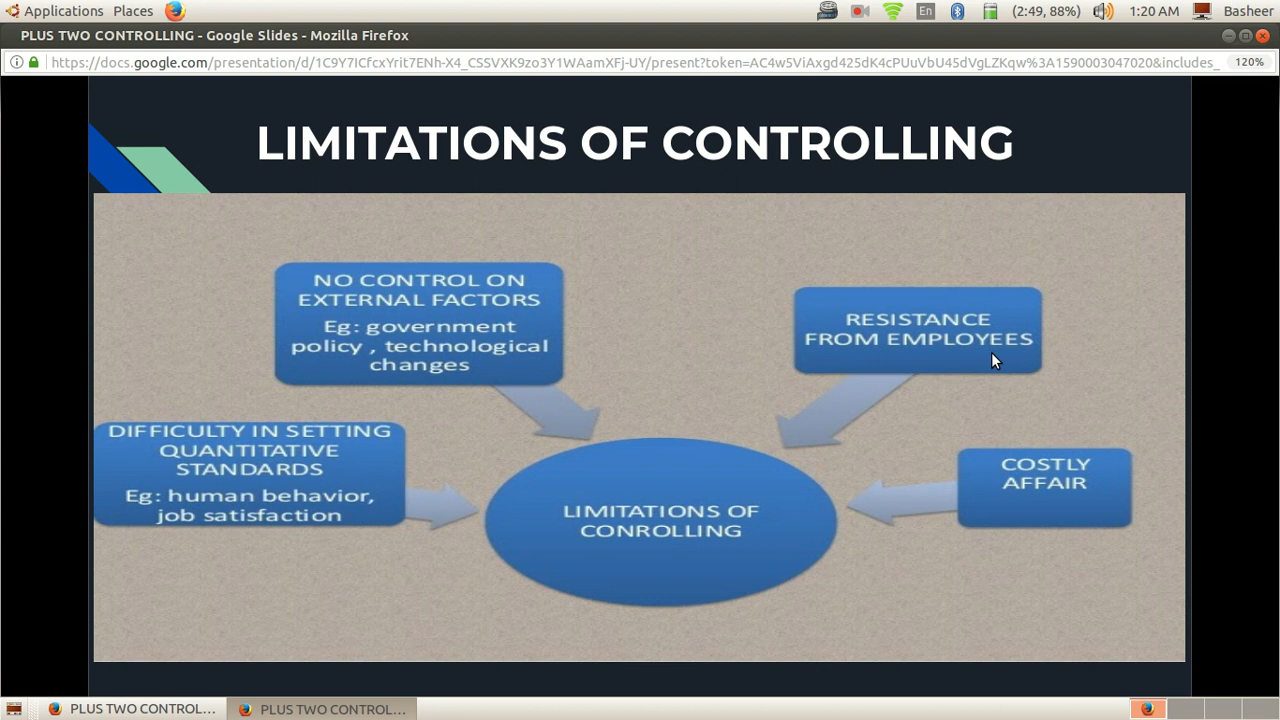 Applications Places
En
(2:49, 88%)
1:20 AM
Basheer
PLUS TWO CONTROLLING - Google Slides - Mozilla Firefox
https://docs.google.com/presentation/d/1C9Y7ICfcxYrit7ENh-X4_CSSVXK9zo3Y1WAamXFj-UY/present?token=AC4w5ViAxgd425dK4cPUuVbU45dVgLZKqw%3A1590003047020&includes_
120%
LIMITATIONS OF CONTROLLING
NO CONTROL ON
EXTERNAL FACTORS
Eg: government
policy , technological
changes
RESISTANCE
FROM EMPLOYEES
DIFFICULTY IN SETTING
QUANTITATIVE
STANDARDS
Eg: human behavior,
job satisfaction
COSTLY
AFFAIR
LIMITATIONS OF
CONROLLING
PLUS TWO CONTROL...
PLUS TWO CONTROL...